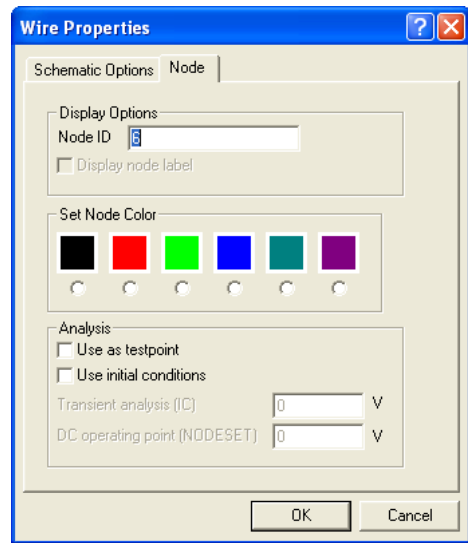 Wire Properties
Schematic Options Node
Display Options
Node ID 6
Display node label
Set Node Color
Analysis
Use as testpoint
Use initial conditions
Transient analysis (IC) 0 V
DC operating point (NODESET) 0 V
OK Cancel